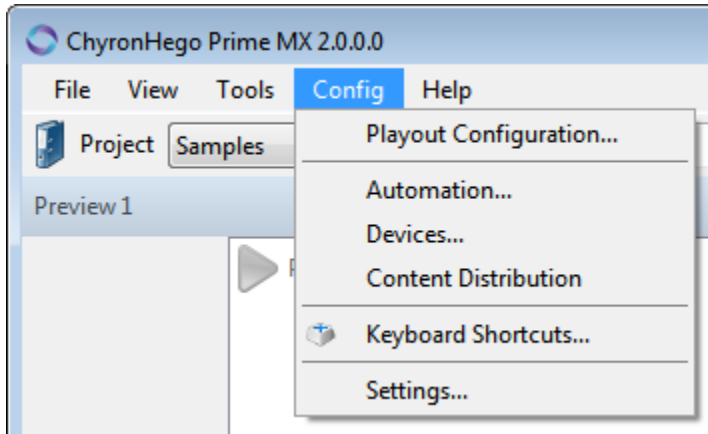 ChyronHego Prime MX 2.0.0.0
File View Tools Config Help
Project Samples
Preview 1
Playout Configuration...
Automation...
Devices...
Content Distribution
Keyboard Shortcuts...
Settings...